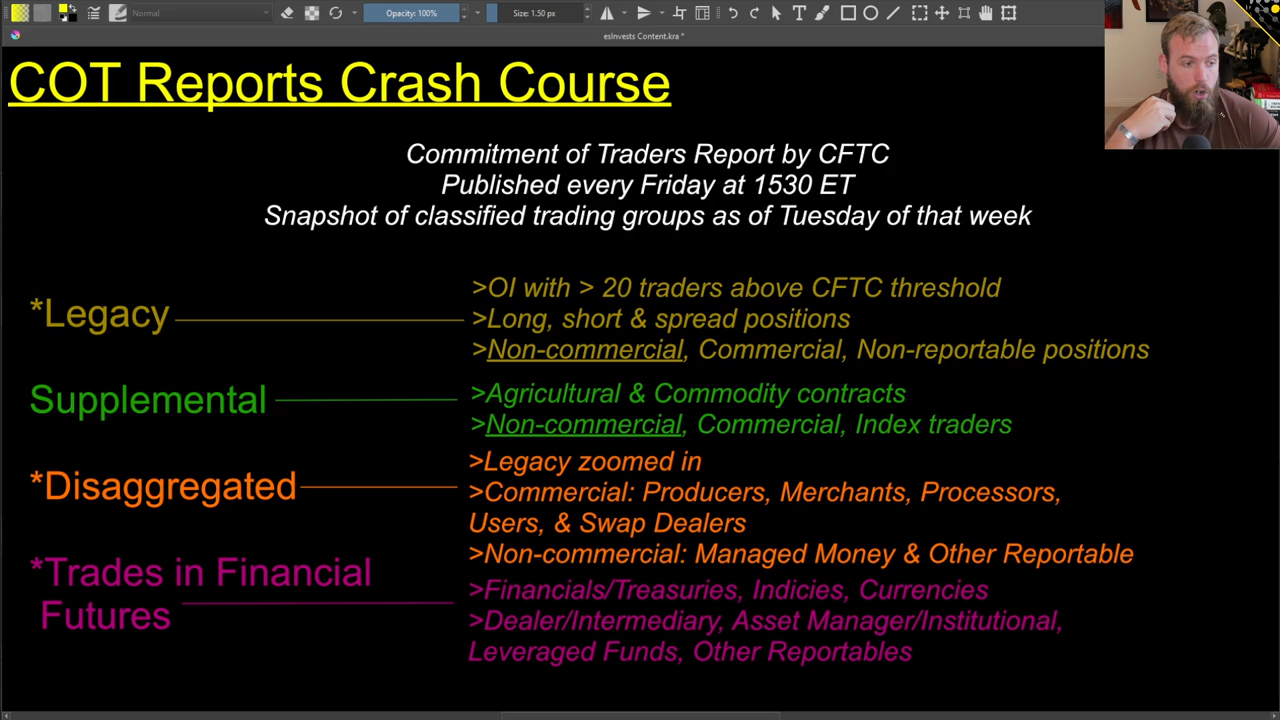 Normal
Opacity: 100%
Size: 1.50 px
esInvests Content.kra *
COT Reports Crash Course
Commitment of Traders Report by CFTC
Published every Friday at 1530 ET
Snapshot of classified trading groups as of Tuesday of that week
*Legacy
>OI with > 20 traders above CFTC threshold
>Long, short & spread positions
>Non-commercial, Commercial, Non-reportable positions
Supplemental
>Agricultural & Commodity contracts
>Non-commercial, Commercial, Index traders
*Disaggregated
>Legacy zoomed in
>Commercial: Producers, Merchants, Processors,
Users, & Swap Dealers
>Non-commercial: Managed Money & Other Reportable
*Trades in Financial
Futures
>Financials/Treasuries, Indicies, Currencies
>Dealer/Intermediary, Asset Manager/Institutional,
Leveraged Funds, Other Reportables